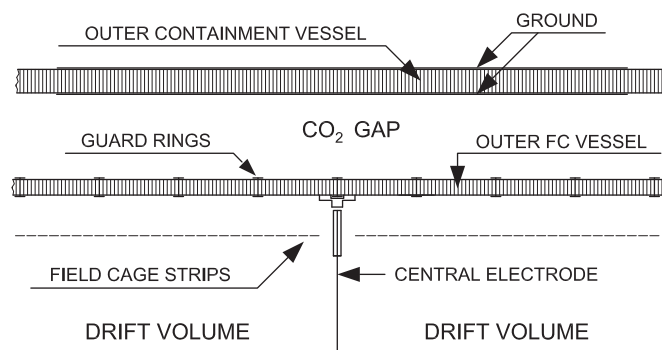 GROUND
OUTER CONTAINMENT VESSEL
CO₂ GAP
GUARD RINGS
OUTER FC VESSEL
FIELD CAGE STRIPS
CENTRAL ELECTRODE
DRIFT VOLUME
DRIFT VOLUME